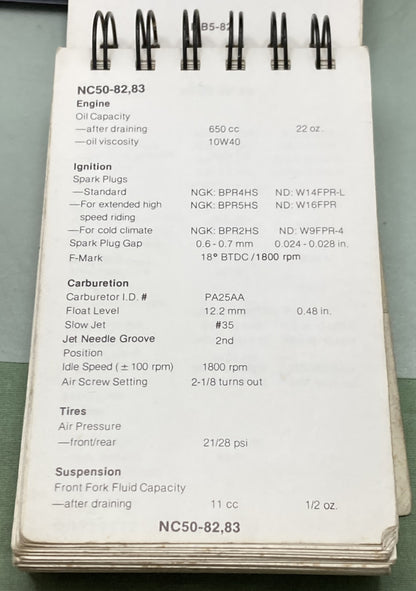 B5-82
NC50-82,83
Engine
Oil Capacity
—after draining 650 cc 22 oz.
—oil viscosity 10W40
Ignition
Spark Plugs
—Standard NGK: BPR4HS ND: W14FPR-L
—For extended high NGK: BPR5HS ND: W16FPR
speed riding
—For cold climate NGK: BPR2HS ND: W9FPR-4
Spark Plug Gap 0.6-0.7 mm 0.024-0.028 in.
F-Mark 18° BTDC/1800 rpm
Carburetion
Carburetor I.D. # PA25AA
Float Level 12.2 mm 0.48 in.
Slow Jet #35
Jet Needle Groove 2nd
Position
Idle Speed (± 100 rpm) 1800 rpm
Air Screw Setting 2-1/8 turns out
Tires
Air Pressure
—front/rear 21/28 psi
Suspension
Front Fork Fluid Capacity
—after draining 11 cc 1/2 oz.
NC50-82,83